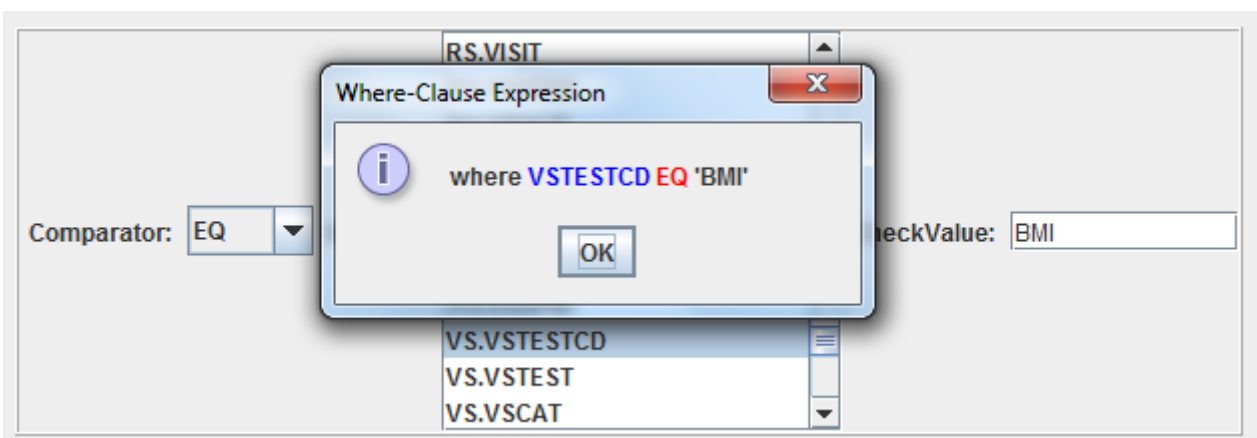 RS.VISIT
Where-Clause Expression
where VSTESTCD EQ 'BMI'
Comparator: EQ
CheckValue: BMI
OK
VS.VSTESTCD
VS.VSTEST
VS.VSCAT